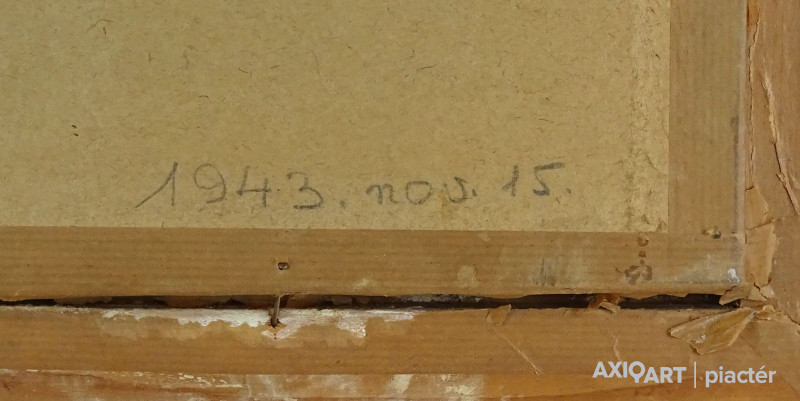 1943. nov. 15.
AXIOART | piactér